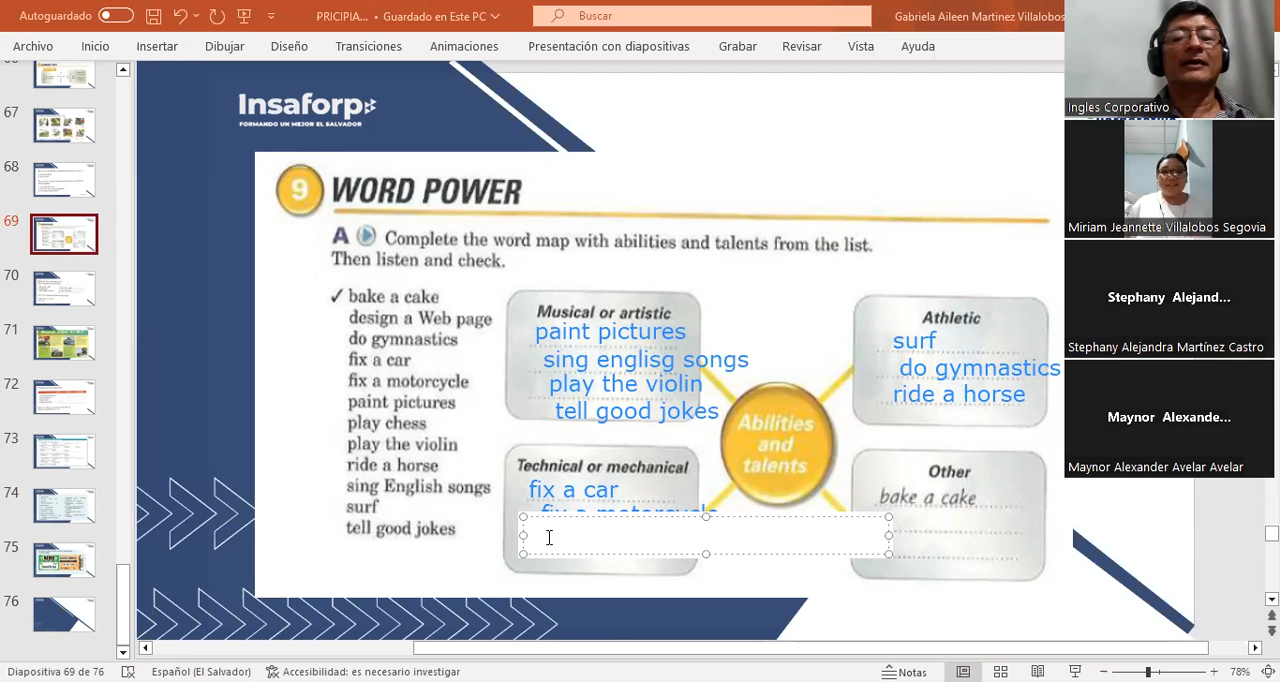 Autoguardado
PRICIPIA... • Guardado en Este PC
Buscar
Gabriela Aileen Martinez Villalobos
Archivo Inicio Insertar Dibujar Diseño Transiciones Animaciones Presentación con diapositivas Grabar Revisar Vista Ayuda
Ingles Corporativo
Miriam Jeannette Villalobos Segovia
Stephany Alejand...
Stephany Alejandra Martínez Castro
Maynor Alexande...
Maynor Alexander Avelar Avelar
67
68
69
70
71
72
73
74
75
76
Insaforp
FORMANDO UN MEJOR EL SALVADOR
9 WORD POWER
A Complete the word map with abilities and talents from the list.
Then listen and check.
✓ bake a cake
design a Web page
do gymnastics
fix a car
fix a motorcycle
paint pictures
play chess
play the violin
ride a horse
sing English songs
surf
tell good jokes
Musical or artistic
paint pictures
sing englisg songs
play the violin
tell good jokes
Athletic
surf
do gymnastics
ride a horse
Abilities
and
talents
Technical or mechanical
fix a car
fix a motorcycle
Other
bake a cake
Diapositiva 69 de 76
Español (El Salvador)
Accesibilidad: es necesario investigar
Notas
78%